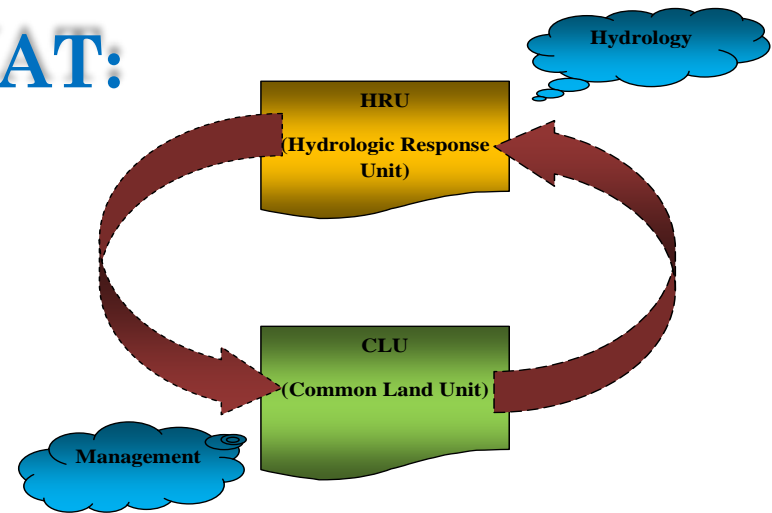 AT:
Hydrology
HRU
(Hydrologic Response
Unit)
CLU
(Common Land Unit)
Management